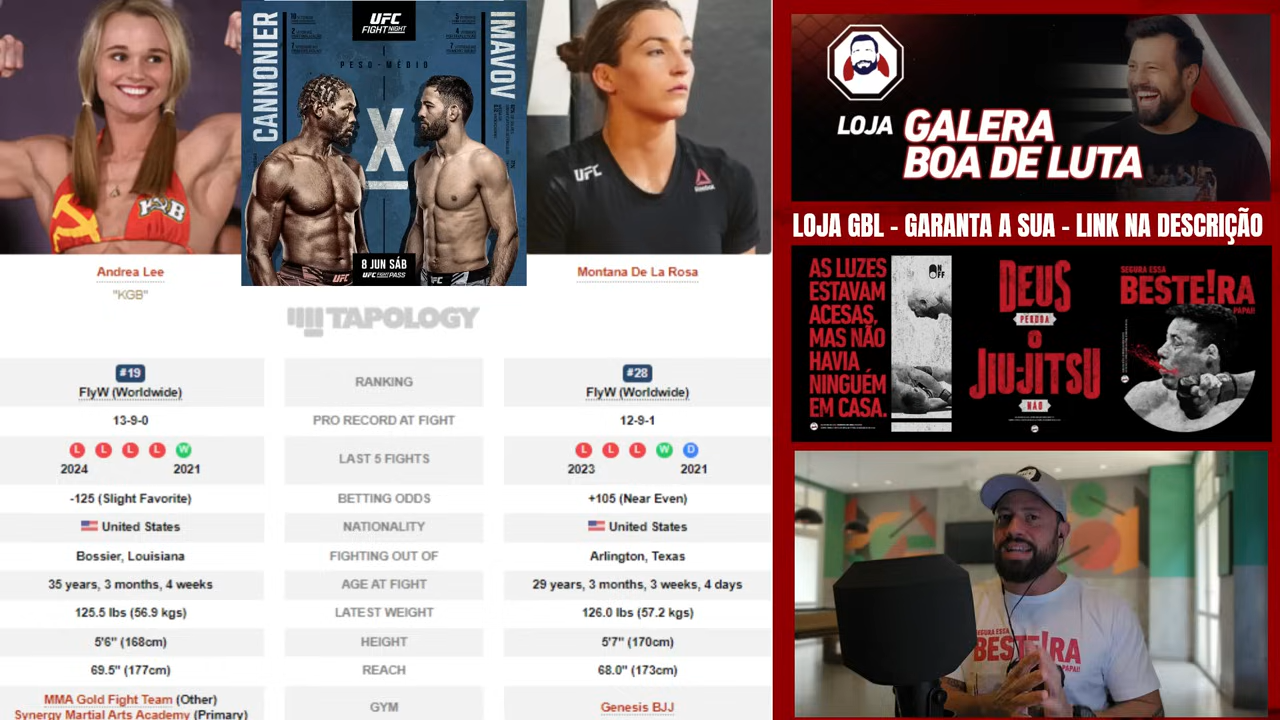 CANNONIER
UFC
FIGHT NIGHT
IMAVOV
PESO-MÉDIO
X
UFC
8 JUN SÁB
UFC FIGHT PASS
UFC
Reebok
KGB
Andrea Lee
"KGB"
Montana De La Rosa
TAPOLOGY
#19
FlyW (Worldwide)
RANKING
#28
FlyW (Worldwide)
13-9-0
PRO RECORD AT FIGHT
12-9-1
L L L L W
2024 2021
LAST 5 FIGHTS
L L L W D
2023 2021
-125 (Slight Favorite)
BETTING ODDS
+105 (Near Even)
United States
NATIONALITY
United States
Bossier, Louisiana
FIGHTING OUT OF
Arlington, Texas
35 years, 3 months, 4 weeks
AGE AT FIGHT
29 years, 3 months, 3 weeks, 4 days
125.5 lbs (56.9 kgs)
LATEST WEIGHT
126.0 lbs (57.2 kgs)
5'6" (168cm)
HEIGHT
5'7" (170cm)
69.5" (177cm)
REACH
68.0" (173cm)
MMA Gold Fight Team (Other)
Synergy Martial Arts Academy (Primary)
GYM
Genesis BJJ
LOJA GALERA
BOA DE LUTA
LOJA GBL - GARANTA A SUA - LINK NA DESCRIÇÃO
AS LUZES
ESTAVAM
ACESAS,
MAS NÃO
HAVIA
NINGUÉM
EM CASA.
ON
OFF
DEUS
PERDOA
O
JIU-JITSU
NÃO
SEGURA ESSA
BESTE!RA
PAPAI!
SEGURA ESSA
BESTE!RA
PAPAI!